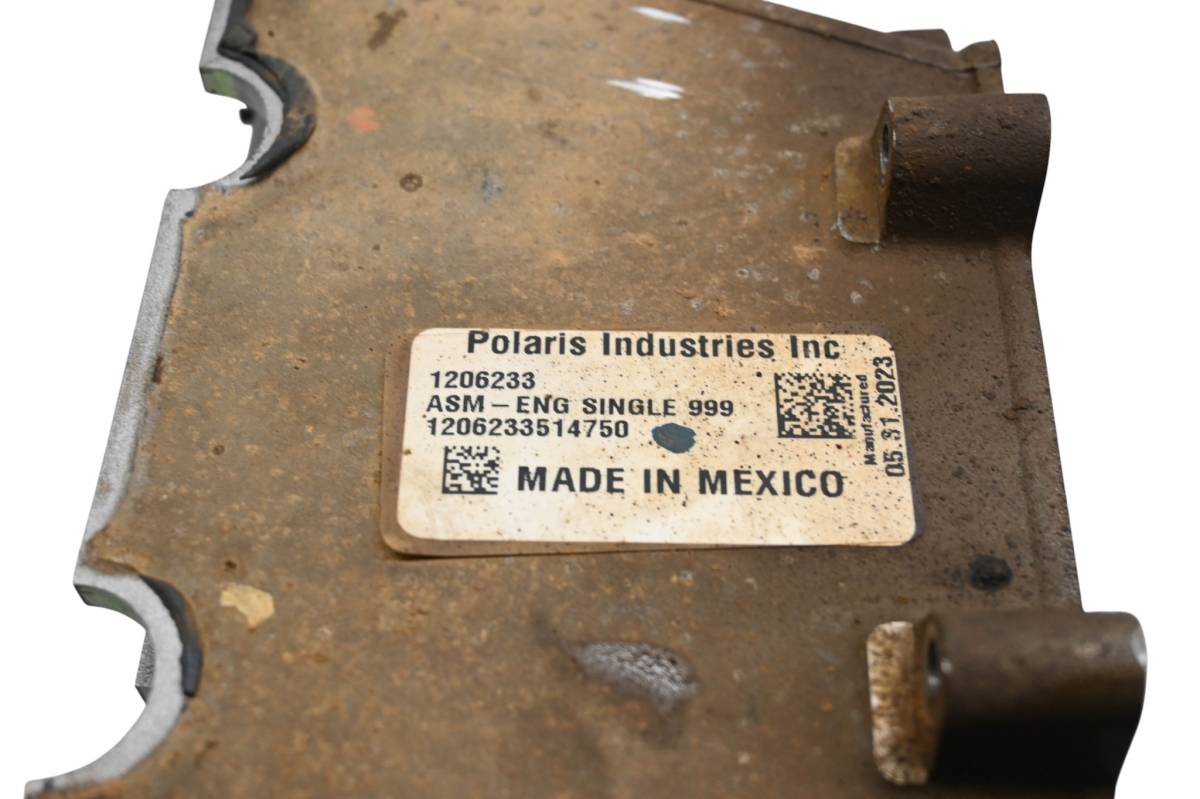 Polaris Industries Inc
1206233
ASM – ENG SINGLE 999
1206233514750
MADE IN MEXICO
Manufactured
05.31.2023